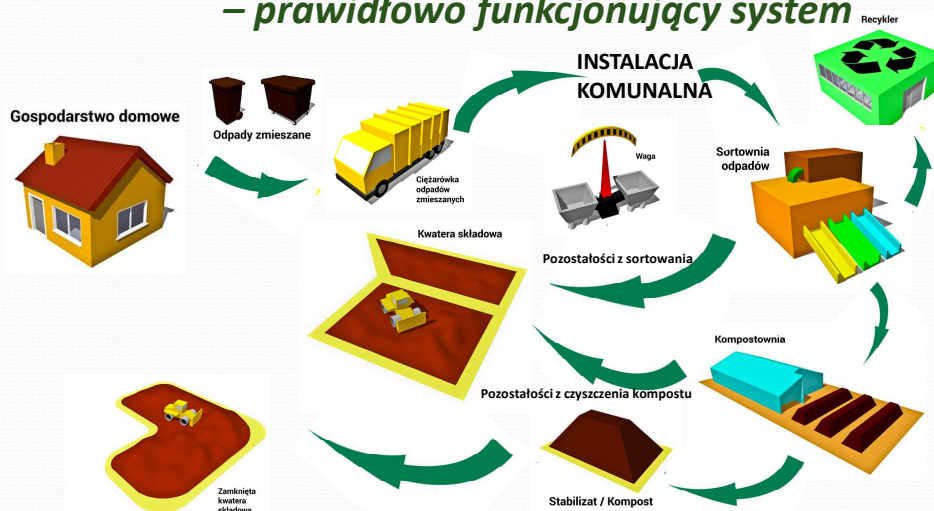 – prawidłowo funkcjonujący system
Recykler
INSTALACJA
KOMUNALNA
Gospodarstwo domowe
Odpady zmieszane
Ciężarówka
odpadów
zmieszanych
Waga
Sortownia
odpadów
Kwatera składowa
Pozostałości z sortowania
Kompostownia
Pozostałości z czyszczenia kompostu
Zamknięta
kwatera
składowa
Stabilizat / Kompost